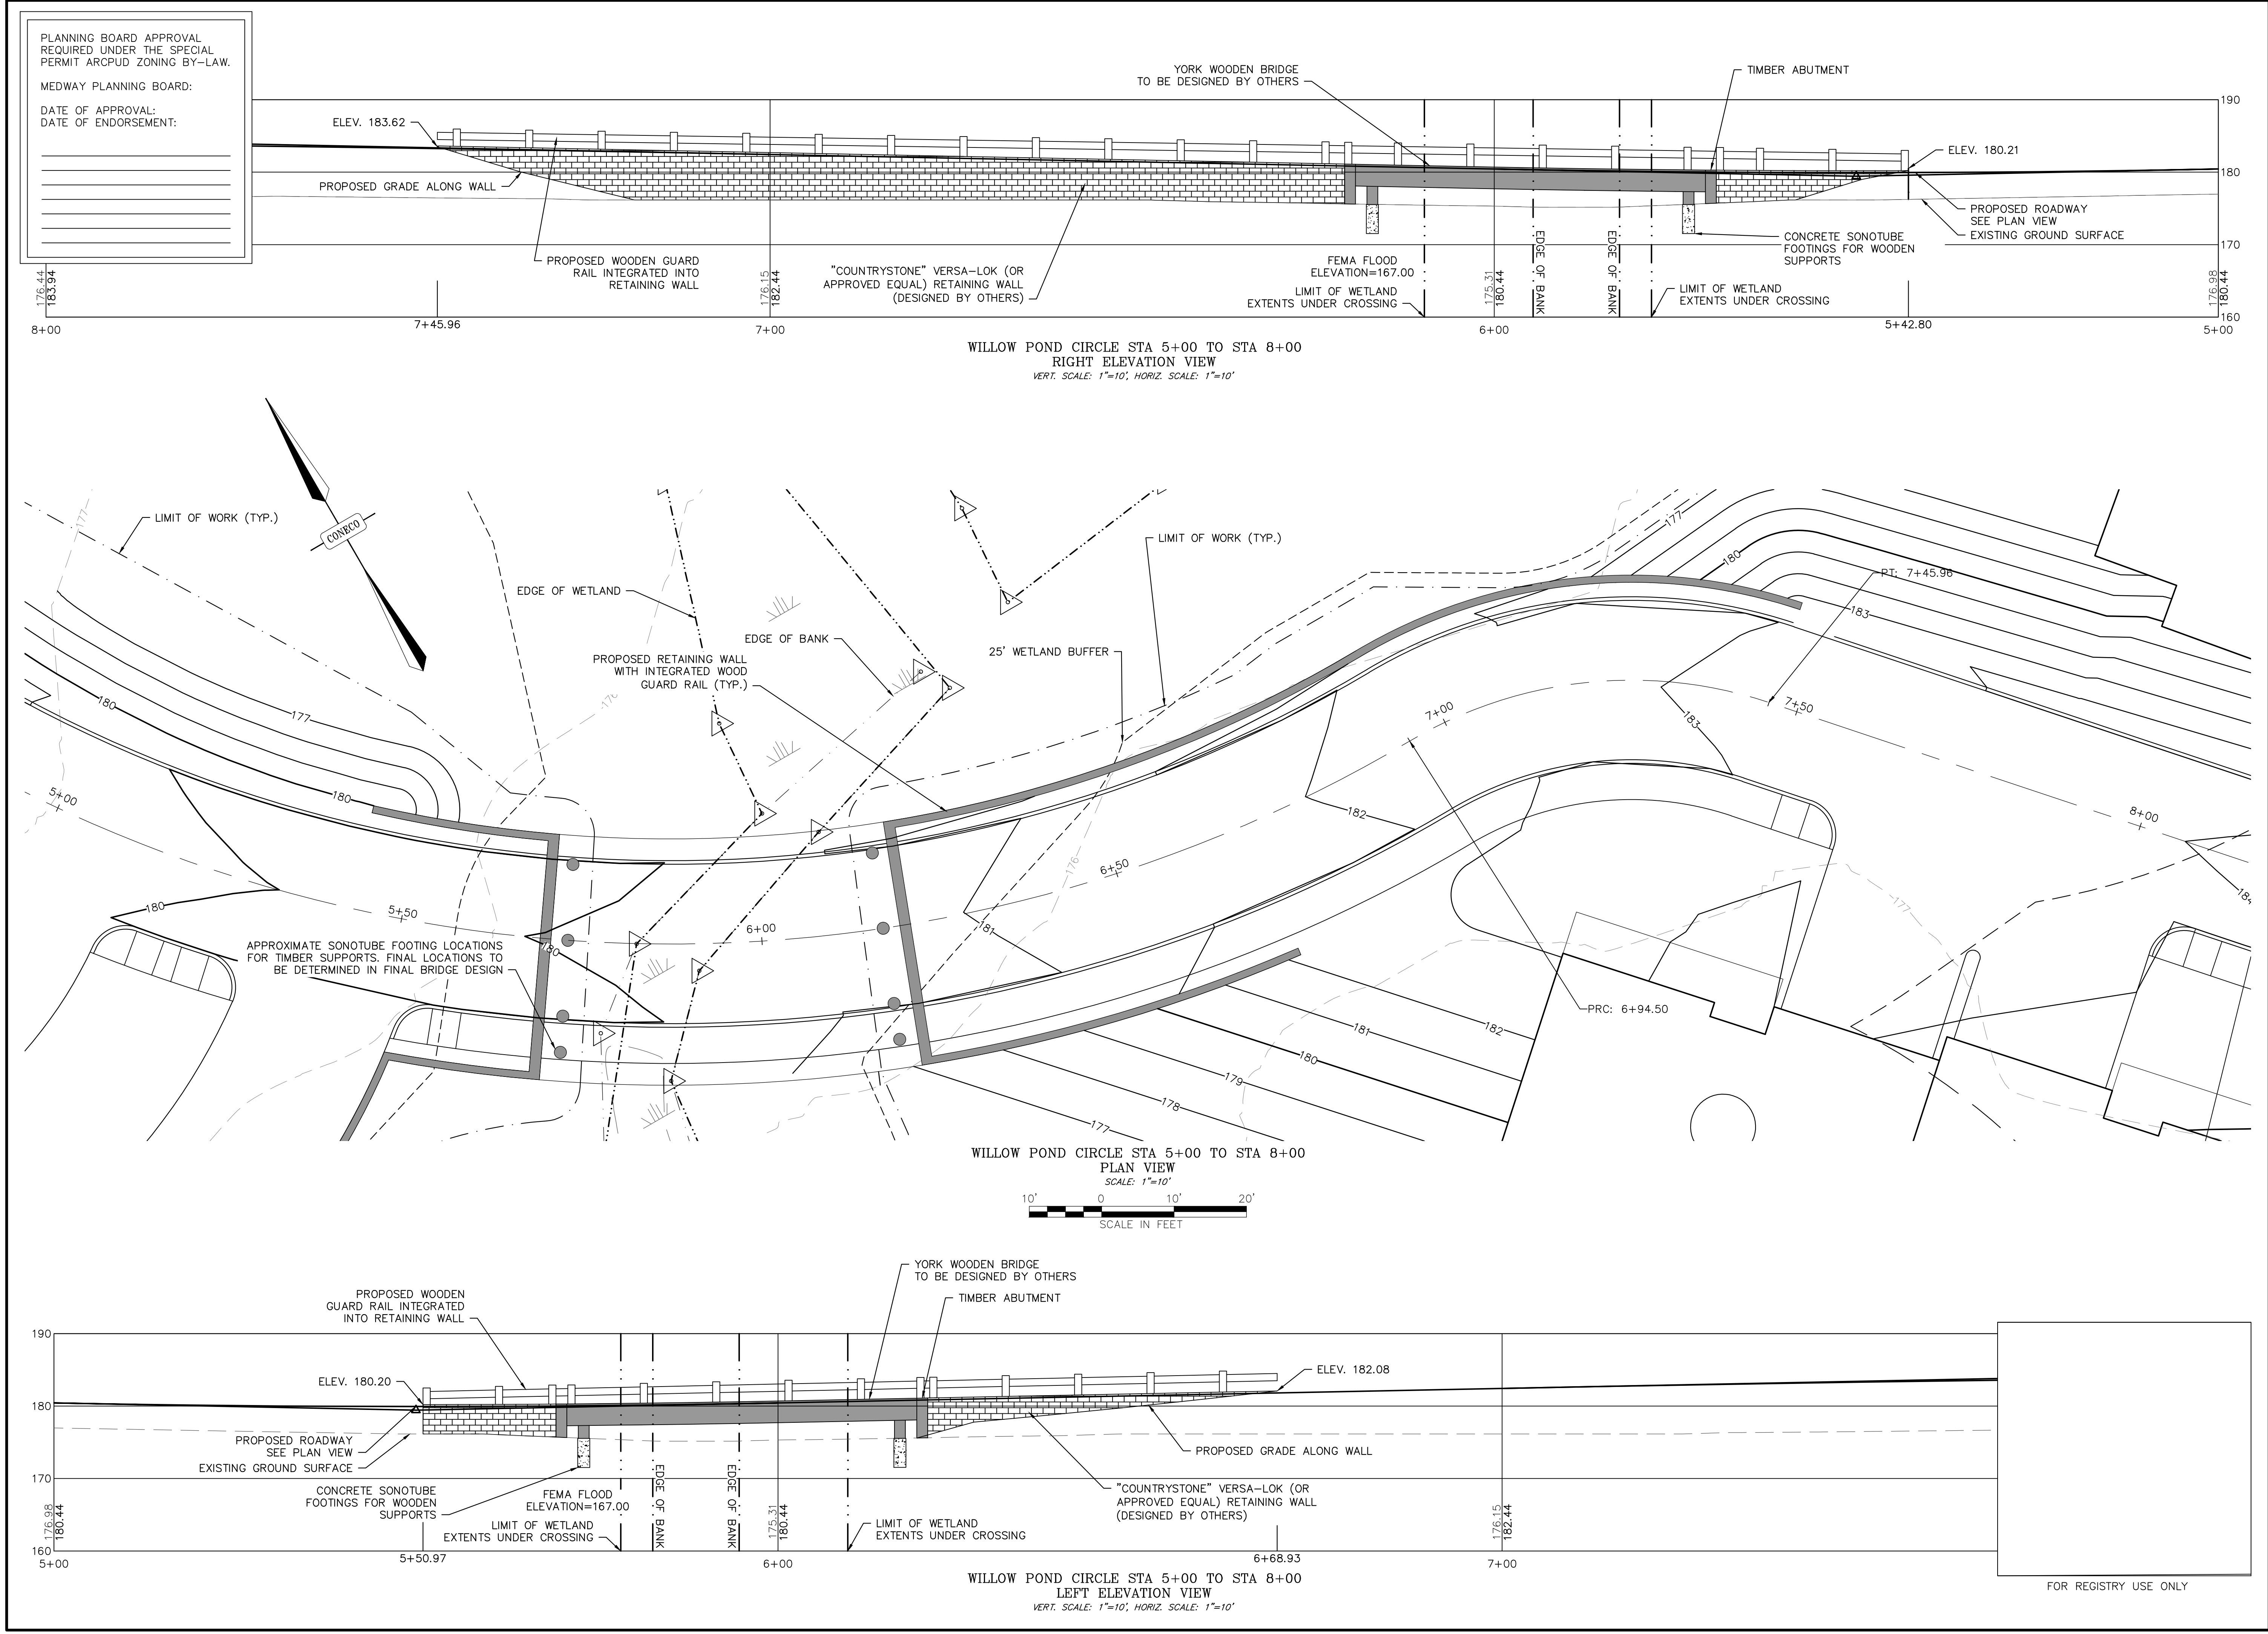 PLANNING BOARD APPROVAL
REQUIRED UNDER THE SPECIAL
PERMIT ARCPUD ZONING BY-LAW.
MEDWAY PLANNING BOARD:
DATE OF APPROVAL:
DATE OF ENDORSEMENT:
YORK WOODEN BRIDGE
TO BE DESIGNED BY OTHERS
TIMBER ABUTMENT
190
ELEV. 183.62
ELEV. 180.21
180
PROPOSED GRADE ALONG WALL
PROPOSED ROADWAY
SEE PLAN VIEW
EXISTING GROUND SURFACE
CONCRETE SONOTUBE
FOOTINGS FOR WOODEN
SUPPORTS
170
PROPOSED WOODEN GUARD
RAIL INTEGRATED INTO
RETAINING WALL
"COUNTRYSTONE" VERSA-LOK (OR
APPROVED EQUAL) RETAINING WALL
(DESIGNED BY OTHERS)
FEMA FLOOD
ELEVATION=167.00
LIMIT OF WETLAND
EXTENTS UNDER CROSSING
EDGE OF BANK
EDGE OF BANK
LIMIT OF WETLAND
EXTENTS UNDER CROSSING
176.44
183.94
176.15
182.44
175.31
180.44
176.98
180.44
160
8+00
7+45.96
7+00
6+00
5+42.80
5+00
WILLOW POND CIRCLE STA 5+00 TO STA 8+00
RIGHT ELEVATION VIEW
VERT. SCALE: 1"=10', HORIZ. SCALE: 1"=10'
LIMIT OF WORK (TYP.)
177
CONECO
LIMIT OF WORK (TYP.)
177
180
PT: 7+45.96
183
EDGE OF WETLAND
EDGE OF BANK
PROPOSED RETAINING WALL
WITH INTEGRATED WOOD
GUARD RAIL (TYP.)
25' WETLAND BUFFER
176
180
177
180
7+00
7+50
183
5+00
182
8+00
6+50
176
184
177
180
5+50
6+00
181
180
APPROXIMATE SONOTUBE FOOTING LOCATIONS
FOR TIMBER SUPPORTS. FINAL LOCATIONS TO
BE DETERMINED IN FINAL BRIDGE DESIGN
PRC: 6+94.50
182
181
180
179
178
177
WILLOW POND CIRCLE STA 5+00 TO STA 8+00
PLAN VIEW
SCALE: 1"=10'
10' 0 10' 20'
SCALE IN FEET
YORK WOODEN BRIDGE
TO BE DESIGNED BY OTHERS
PROPOSED WOODEN
GUARD RAIL INTEGRATED
INTO RETAINING WALL
TIMBER ABUTMENT
190
ELEV. 180.20
ELEV. 182.08
180
PROPOSED ROADWAY
SEE PLAN VIEW
EXISTING GROUND SURFACE
PROPOSED GRADE ALONG WALL
170
CONCRETE SONOTUBE
FOOTINGS FOR WOODEN
SUPPORTS
FEMA FLOOD
ELEVATION=167.00
LIMIT OF WETLAND
EXTENTS UNDER CROSSING
EDGE OF BANK
EDGE OF BANK
LIMIT OF WETLAND
EXTENTS UNDER CROSSING
"COUNTRYSTONE" VERSA-LOK (OR
APPROVED EQUAL) RETAINING WALL
(DESIGNED BY OTHERS)
176.98
180.44
175.31
180.44
176.15
182.44
160
5+00
5+50.97
6+00
6+68.93
7+00
WILLOW POND CIRCLE STA 5+00 TO STA 8+00
LEFT ELEVATION VIEW
VERT. SCALE: 1"=10', HORIZ. SCALE: 1"=10'
FOR REGISTRY USE ONLY